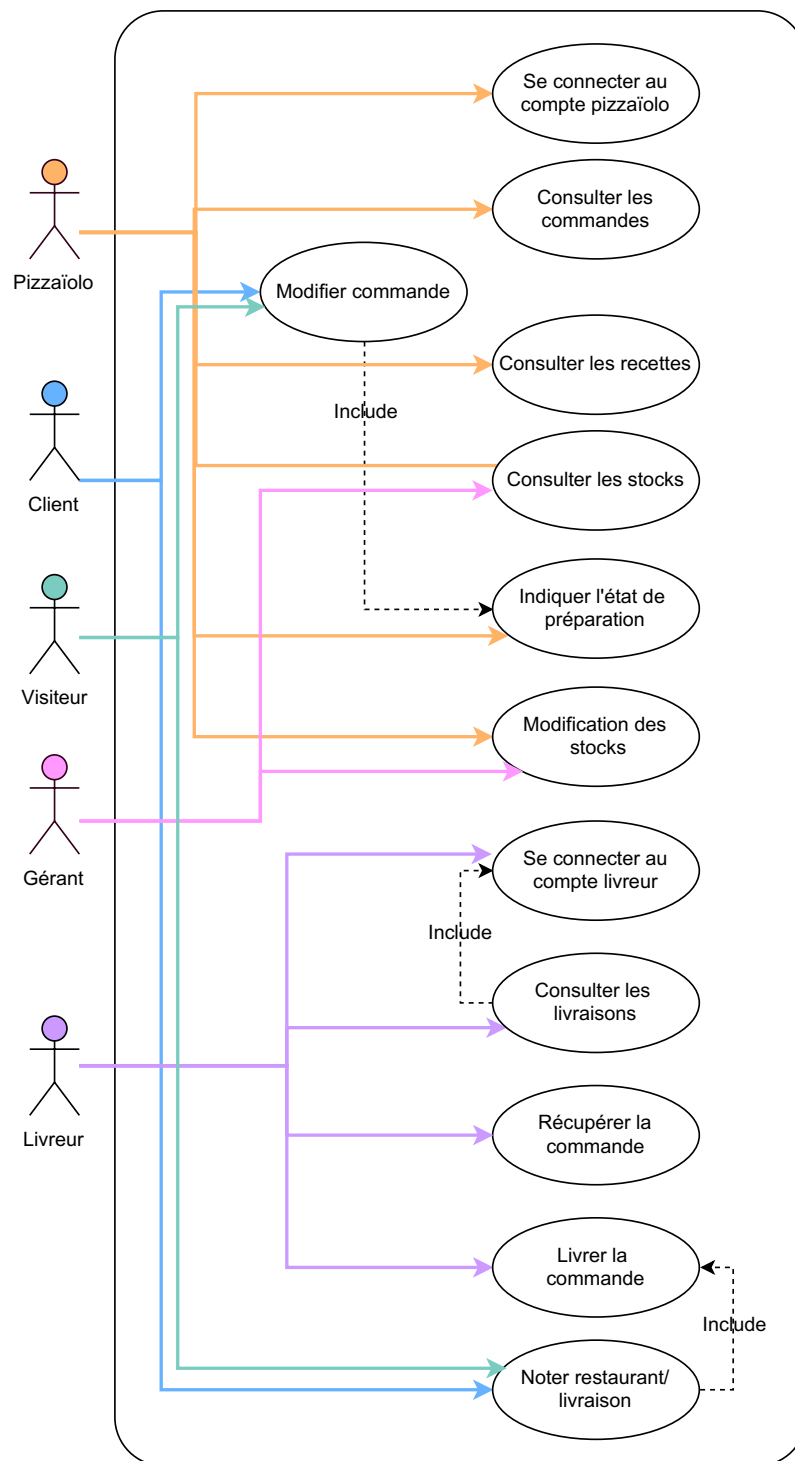 Se connecter au
compte pizzaïolo
Consulter les
commandes
Pizzaïolo
Modifier commande
Consulter les recettes
Include
Client
Consulter les stocks
Indiquer l'état de
préparation
Visiteur
Modification des
stocks
Gérant
Se connecter au
compte livreur
Include
Consulter les
livraisons
Livreur
Récupérer la
commande
Livrer la
commande
Include
Noter restaurant/
livraison